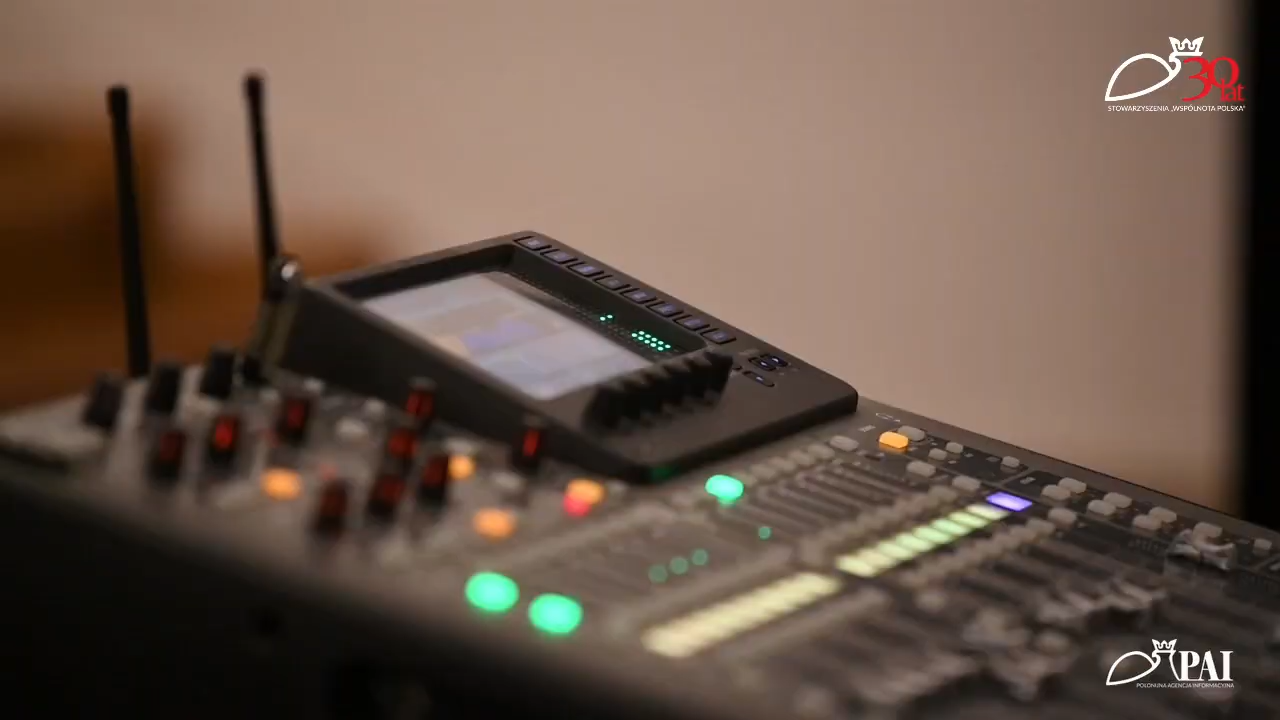 30 lat
STOWARZYSZENIA „WSPÓLNOTA POLSKA"
PAI
POLONIJNA AGENCJA INFORMACYJNA